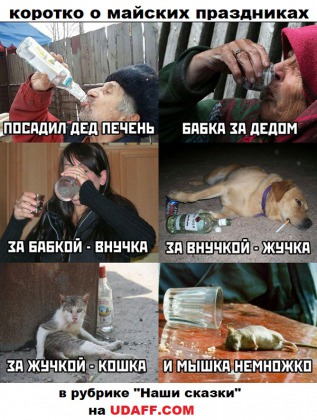 коротко о майских праздниках
ПОСАДИЛ ДЕД ПЕЧЕНЬ
БАБКА ЗА ДЕДОМ
ЗА БАБКОЙ - ВНУЧКА
ЗА ВНУЧКОЙ - ЖУЧКА
ЗА ЖУЧКОЙ - КОШКА
И МЫШКА НЕМНОЖКО
в рубрике "Наши сказки"
на UDAFF.COM